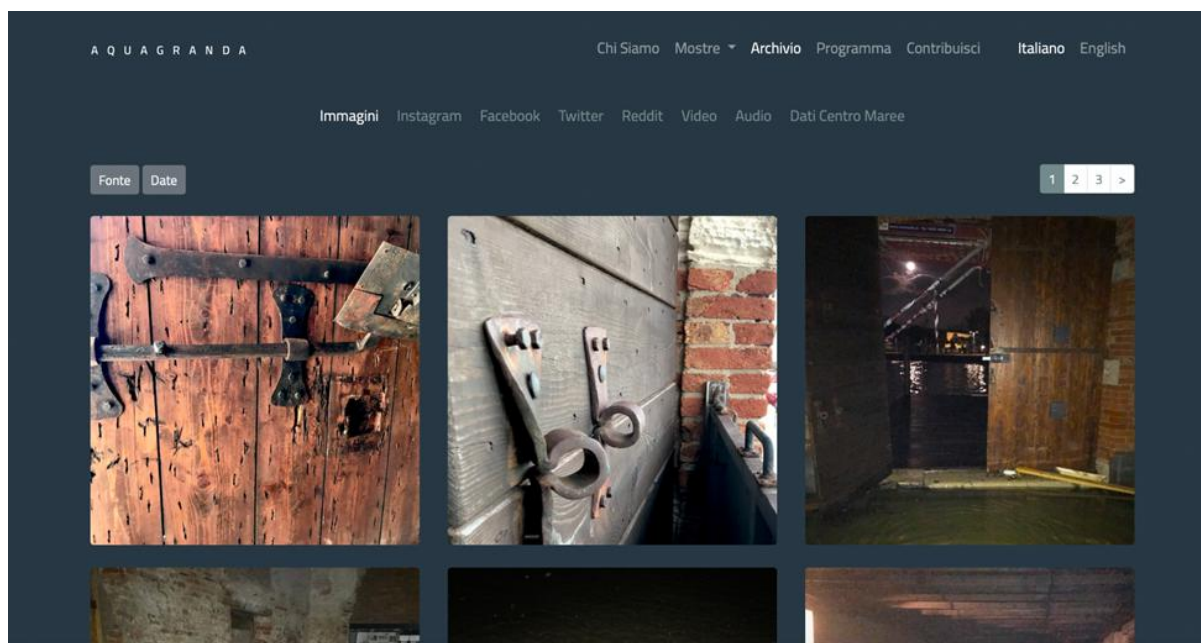 AQUAGRANDA
Chi Siamo Mostre Archivio Programma Contribuisci Italiano English
Immagini Instagram Facebook Twitter Reddit Video Audio Dati Centro Maree
Fonte Date
1 2 3 >